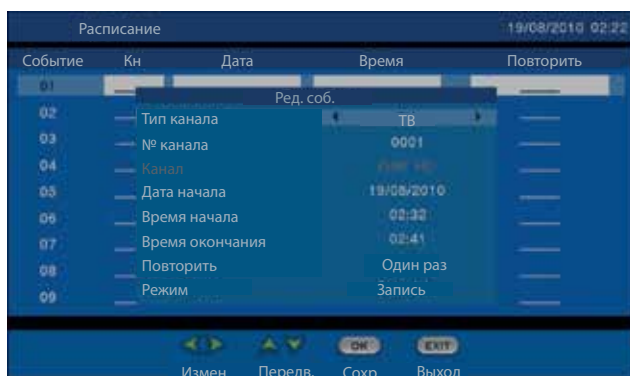 Расписание 19/08/2010 02:22
Событие Кн Дата Время Повторить
01
Ред. соб.
02 Тип канала ТВ
03 № канала 0001
04 Канал
05 Дата начала 19/08/2010
06 Время начала 02:32
07 Время окончания 02:41
08 Повторить Один раз
09 Режим Запись
OK EXIT
Измен Передв. Сохр Выход